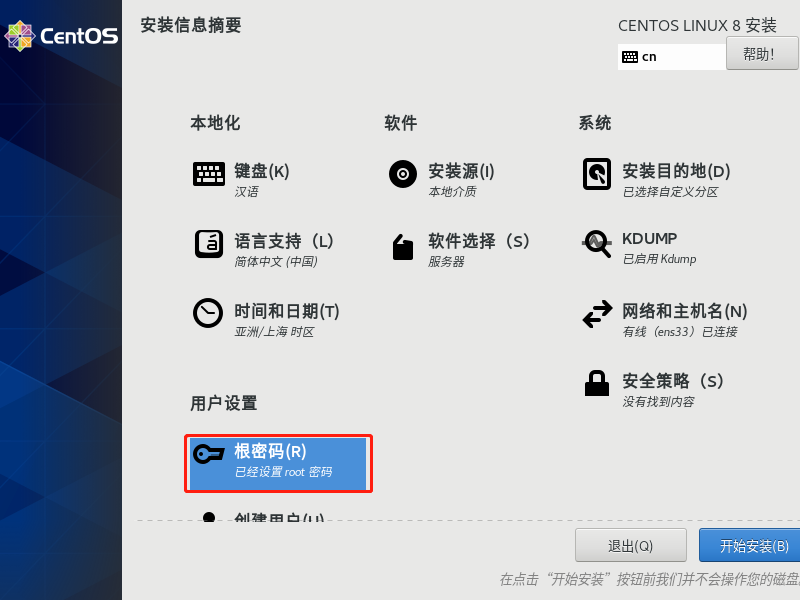 CentOS
安装信息摘要
CENTOS LINUX 8 安装
cn
帮助！
本地化
键盘(K)
汉语
语言支持（L）
简体中文 (中国)
时间和日期(T)
亚洲/上海 时区
软件
安装源(I)
本地介质
软件选择（S）
服务器
系统
安装目的地(D)
已选择自定义分区
KDUMP
已启用 Kdump
网络和主机名(N)
有线（ens33）已连接
安全策略（S）
没有找到内容
用户设置
根密码(R)
已经设置 root 密码
创建用户(U)
退出(Q)
开始安装(B)
在点击“开始安装”按钮前我们并不会操作您的磁盘